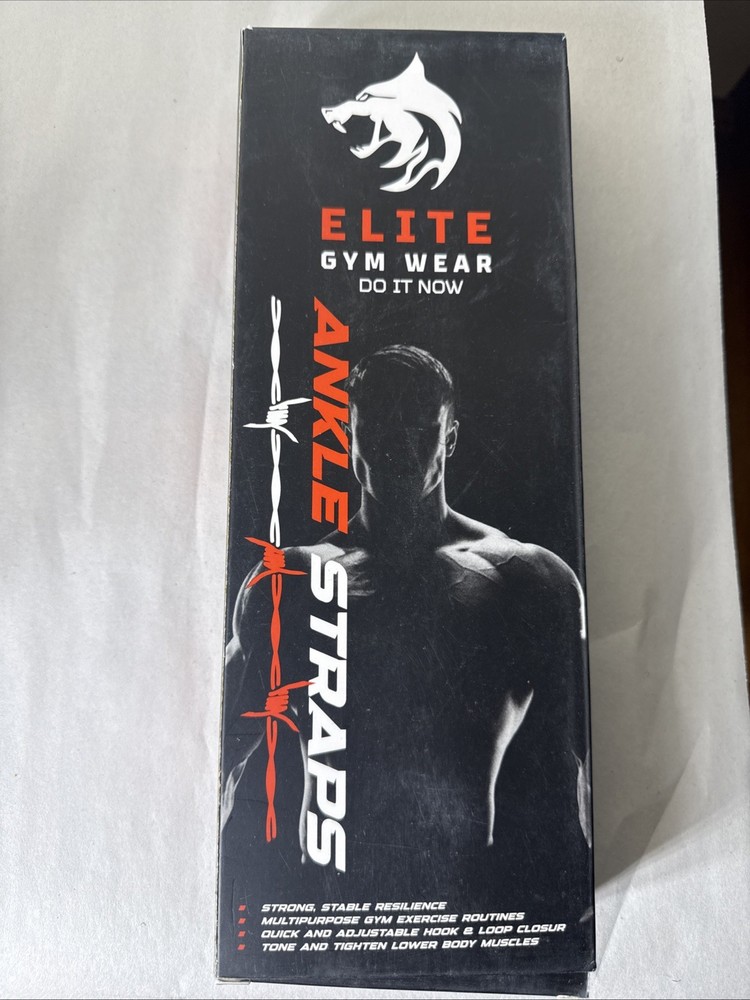 ELITE
GYM WEAR
DO IT NOW
ANKLE STRAPS
STRONG, STABLE RESILIENCE
MULTIPURPOSE GYM EXERCISE ROUTINES
QUICK AND ADJUSTABLE HOOK & LOOP CLOSUR
TONE AND TIGHTEN LOWER BODY MUSCLES